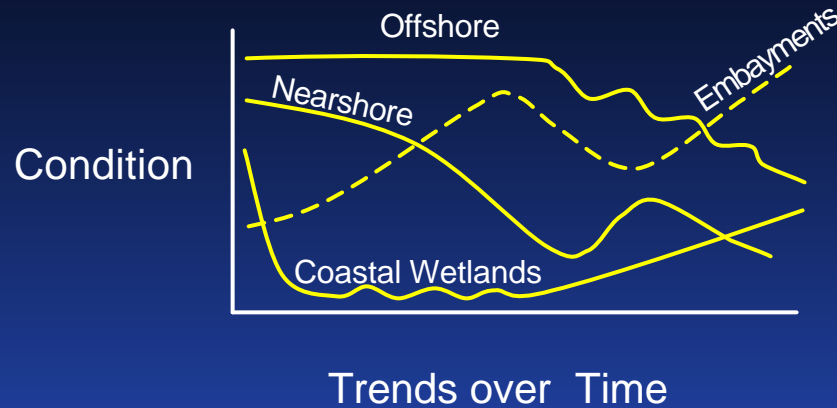 Offshore
Embayments
Nearshore
Condition
Coastal Wetlands
Trends over Time